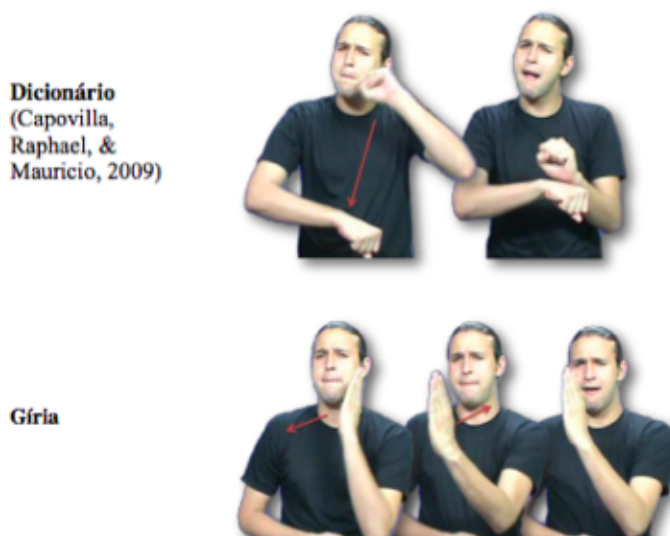 Dicionário
(Capovilla,
Raphael, &
Mauricio, 2009)
Gíria